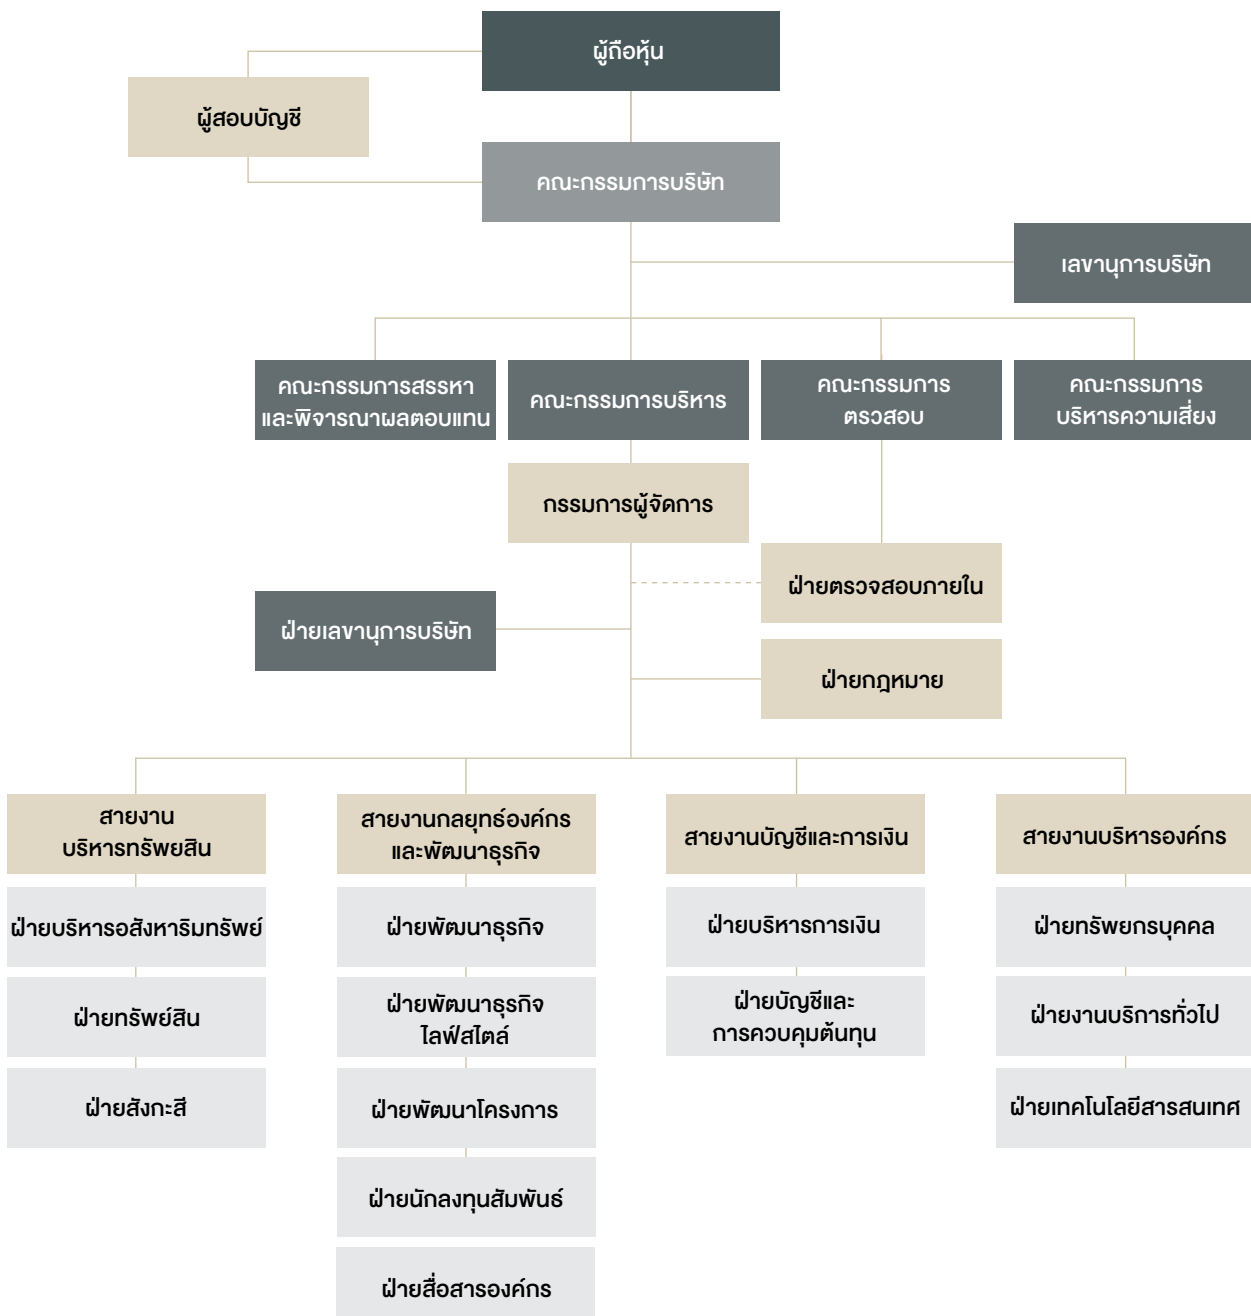 ผู้ถือหุ้น
ผู้สอบบัญชี
คณะกรรมการบริษัท
เลขานุการบริษัท
คณะกรรมการสรรหา
และพิจารณาผลตอบแทน
คณะกรรมการบริหาร
คณะกรรมการ
ตรวสอบ
คณะกรรมการ
บริหารความเสี่ยง
กรรมการผู้จัดการ
ฝ่ายตรวจสอบภายใน
ฝ่ายเลขานุการบริษัท
ฝ่ายกฎหมาย
สายงาน
บริหารทรัพยสิน
ฝ่ายบริหารอสังหาริมทรัพย์
ฝ่ายทรัพย์สิน
ฝ่ายสังกะสี
สายงานกลยุทธ์องค์กร
และพัฒนาธุรกิจ
ฝ่ายพัฒนาธุรกิจ
ฝ่ายพัฒนาธุรกิจ
ไลฟ์สไตล์
ฝ่ายพัฒนาโครงการ
ฝ่ายนักลงทุนสัมพันธ์
ฝ่ายสื่อสารองค์กร
สายงานบัญชีและการเงิน
ฝ่ายบริหารการเงิน
ฝ่ายบัญชีและ
การควบคุมต้นทุน
สายงานบริหารองค์กร
ฝ่ายทรัพยกรบุคคล
ฝ่ายงานบริการทั่วไป
ฝ่ายเทคโนโลยีสารสนเทศ